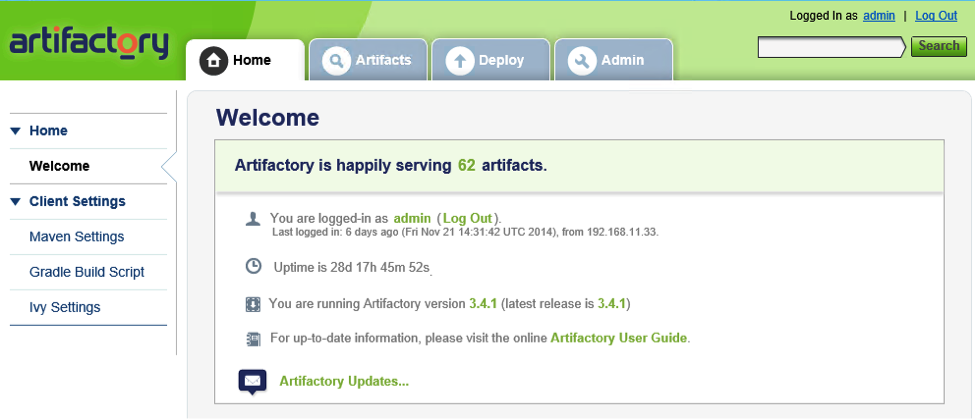 Logged In as admin | Log Out
artifactory
Home
Artifacts
Deploy
Admin
Search
Home
Welcome
Client Settings
Maven Settings
Gradle Build Script
Ivy Settings
Welcome
Artifactory is happily serving 62 artifacts.
You are logged-in as admin (Log Out).
Last logged in: 6 days ago (Fri Nov 21 14:31:42 UTC 2014), from 192.168.11.33.
Uptime is 28d 17h 45m 52s.
You are running Artifactory version 3.4.1 (latest release is 3.4.1)
For up-to-date information, please visit the online Artifactory User Guide.
Artifactory Updates...